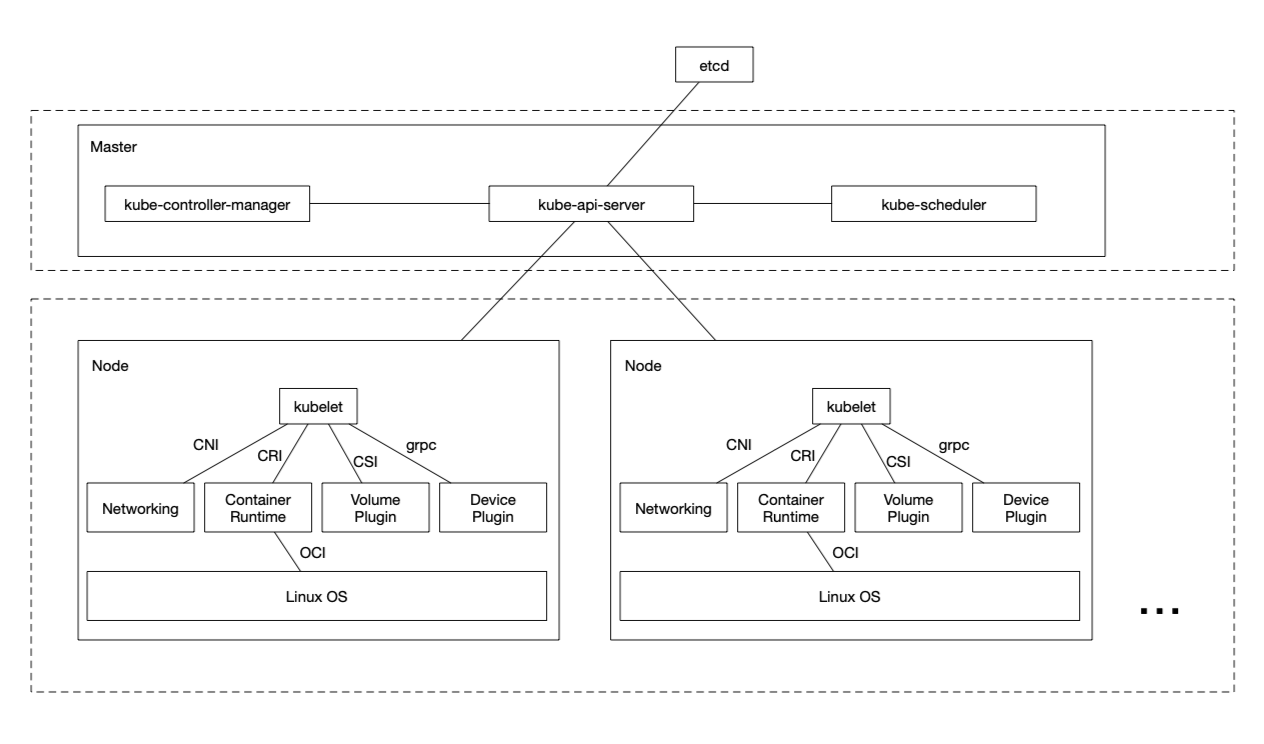 etcd
Master
kube-controller-manager
kube-api-server
kube-scheduler
Node
kubelet
CNI
CRI
CSI
grpc
Networking
Container
Runtime
Volume
Plugin
Device
Plugin
OCI
Linux OS
Node
kubelet
CNI
CRI
CSI
grpc
Networking
Container
Runtime
Volume
Plugin
Device
Plugin
OCI
Linux OS
...